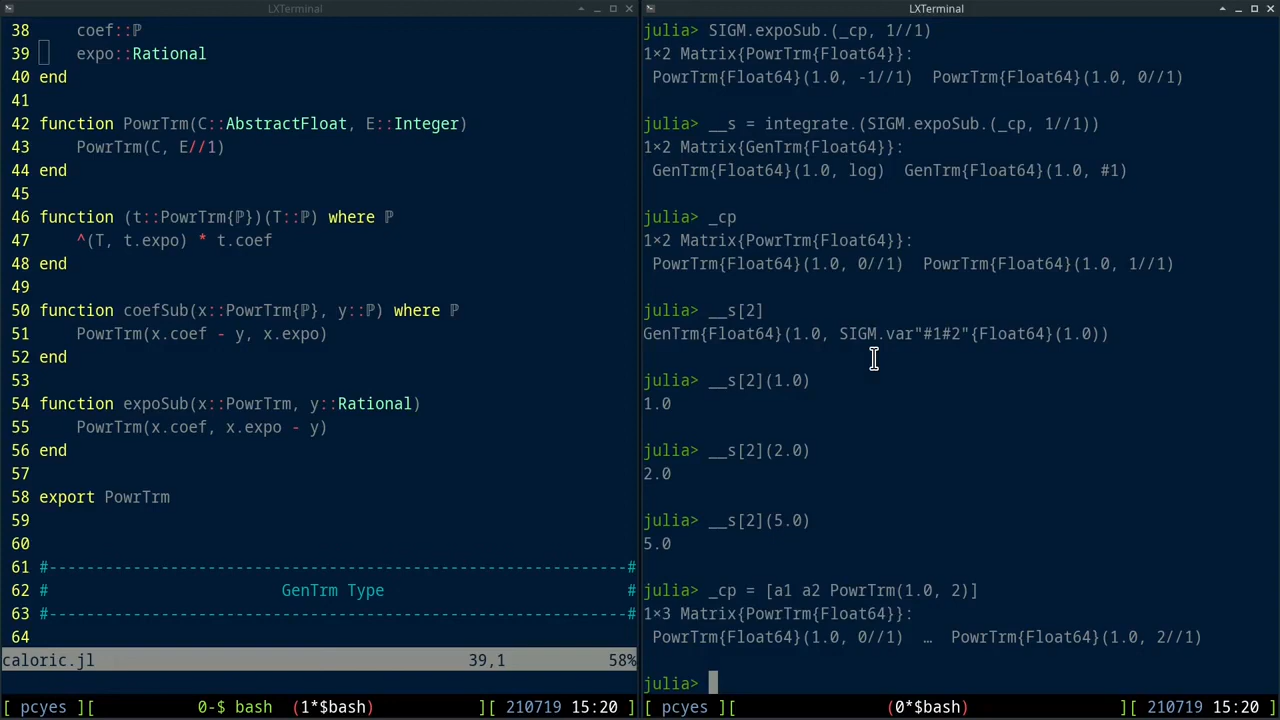 LXTerminal
38     coef::ℙ
39     expo::Rational
40 end
41
42 function PowrTrm(C::AbstractFloat, E::Integer)
43     PowrTrm(C, E//1)
44 end
45
46 function (t::PowrTrm{ℙ})(T::ℙ) where ℙ
47     ^(T, t.expo) * t.coef
48 end
49
50 function coefSub(x::PowrTrm{ℙ}, y::ℙ) where ℙ
51     PowrTrm(x.coef - y, x.expo)
52 end
53
54 function expoSub(x::PowrTrm, y::Rational)
55     PowrTrm(x.coef, x.expo - y)
56 end
57
58 export PowrTrm
59
60
61 #--------------------------------------------------------------#
62 #                         GenTrm Type                          #
63 #--------------------------------------------------------------#
64
caloric.jl                                        39,1           58%
[ pcyes ][           0-$ bash  (1*$bash)            ][ 210719 15:20 ]
LXTerminal
julia> SIGM.expoSub.(_cp, 1//1)
1×2 Matrix{PowrTrm{Float64}}:
 PowrTrm{Float64}(1.0, -1//1)  PowrTrm{Float64}(1.0, 0//1)
julia> __s = integrate.(SIGM.expoSub.(_cp, 1//1))
1×2 Matrix{GenTrm{Float64}}:
 GenTrm{Float64}(1.0, log)  GenTrm{Float64}(1.0, #1)
julia> _cp
1×2 Matrix{PowrTrm{Float64}}:
 PowrTrm{Float64}(1.0, 0//1)  PowrTrm{Float64}(1.0, 1//1)
julia> __s[2]
GenTrm{Float64}(1.0, SIGM.var"#1#2"{Float64}(1.0))
julia> __s[2](1.0)
1.0
julia> __s[2](2.0)
2.0
julia> __s[2](5.0)
5.0
julia> _cp = [a1 a2 PowrTrm(1.0, 2)]
1×3 Matrix{PowrTrm{Float64}}:
 PowrTrm{Float64}(1.0, 0//1)  …  PowrTrm{Float64}(1.0, 2//1)
julia>
[ pcyes ][                (0*$bash)                ][ 210719 15:20 ]